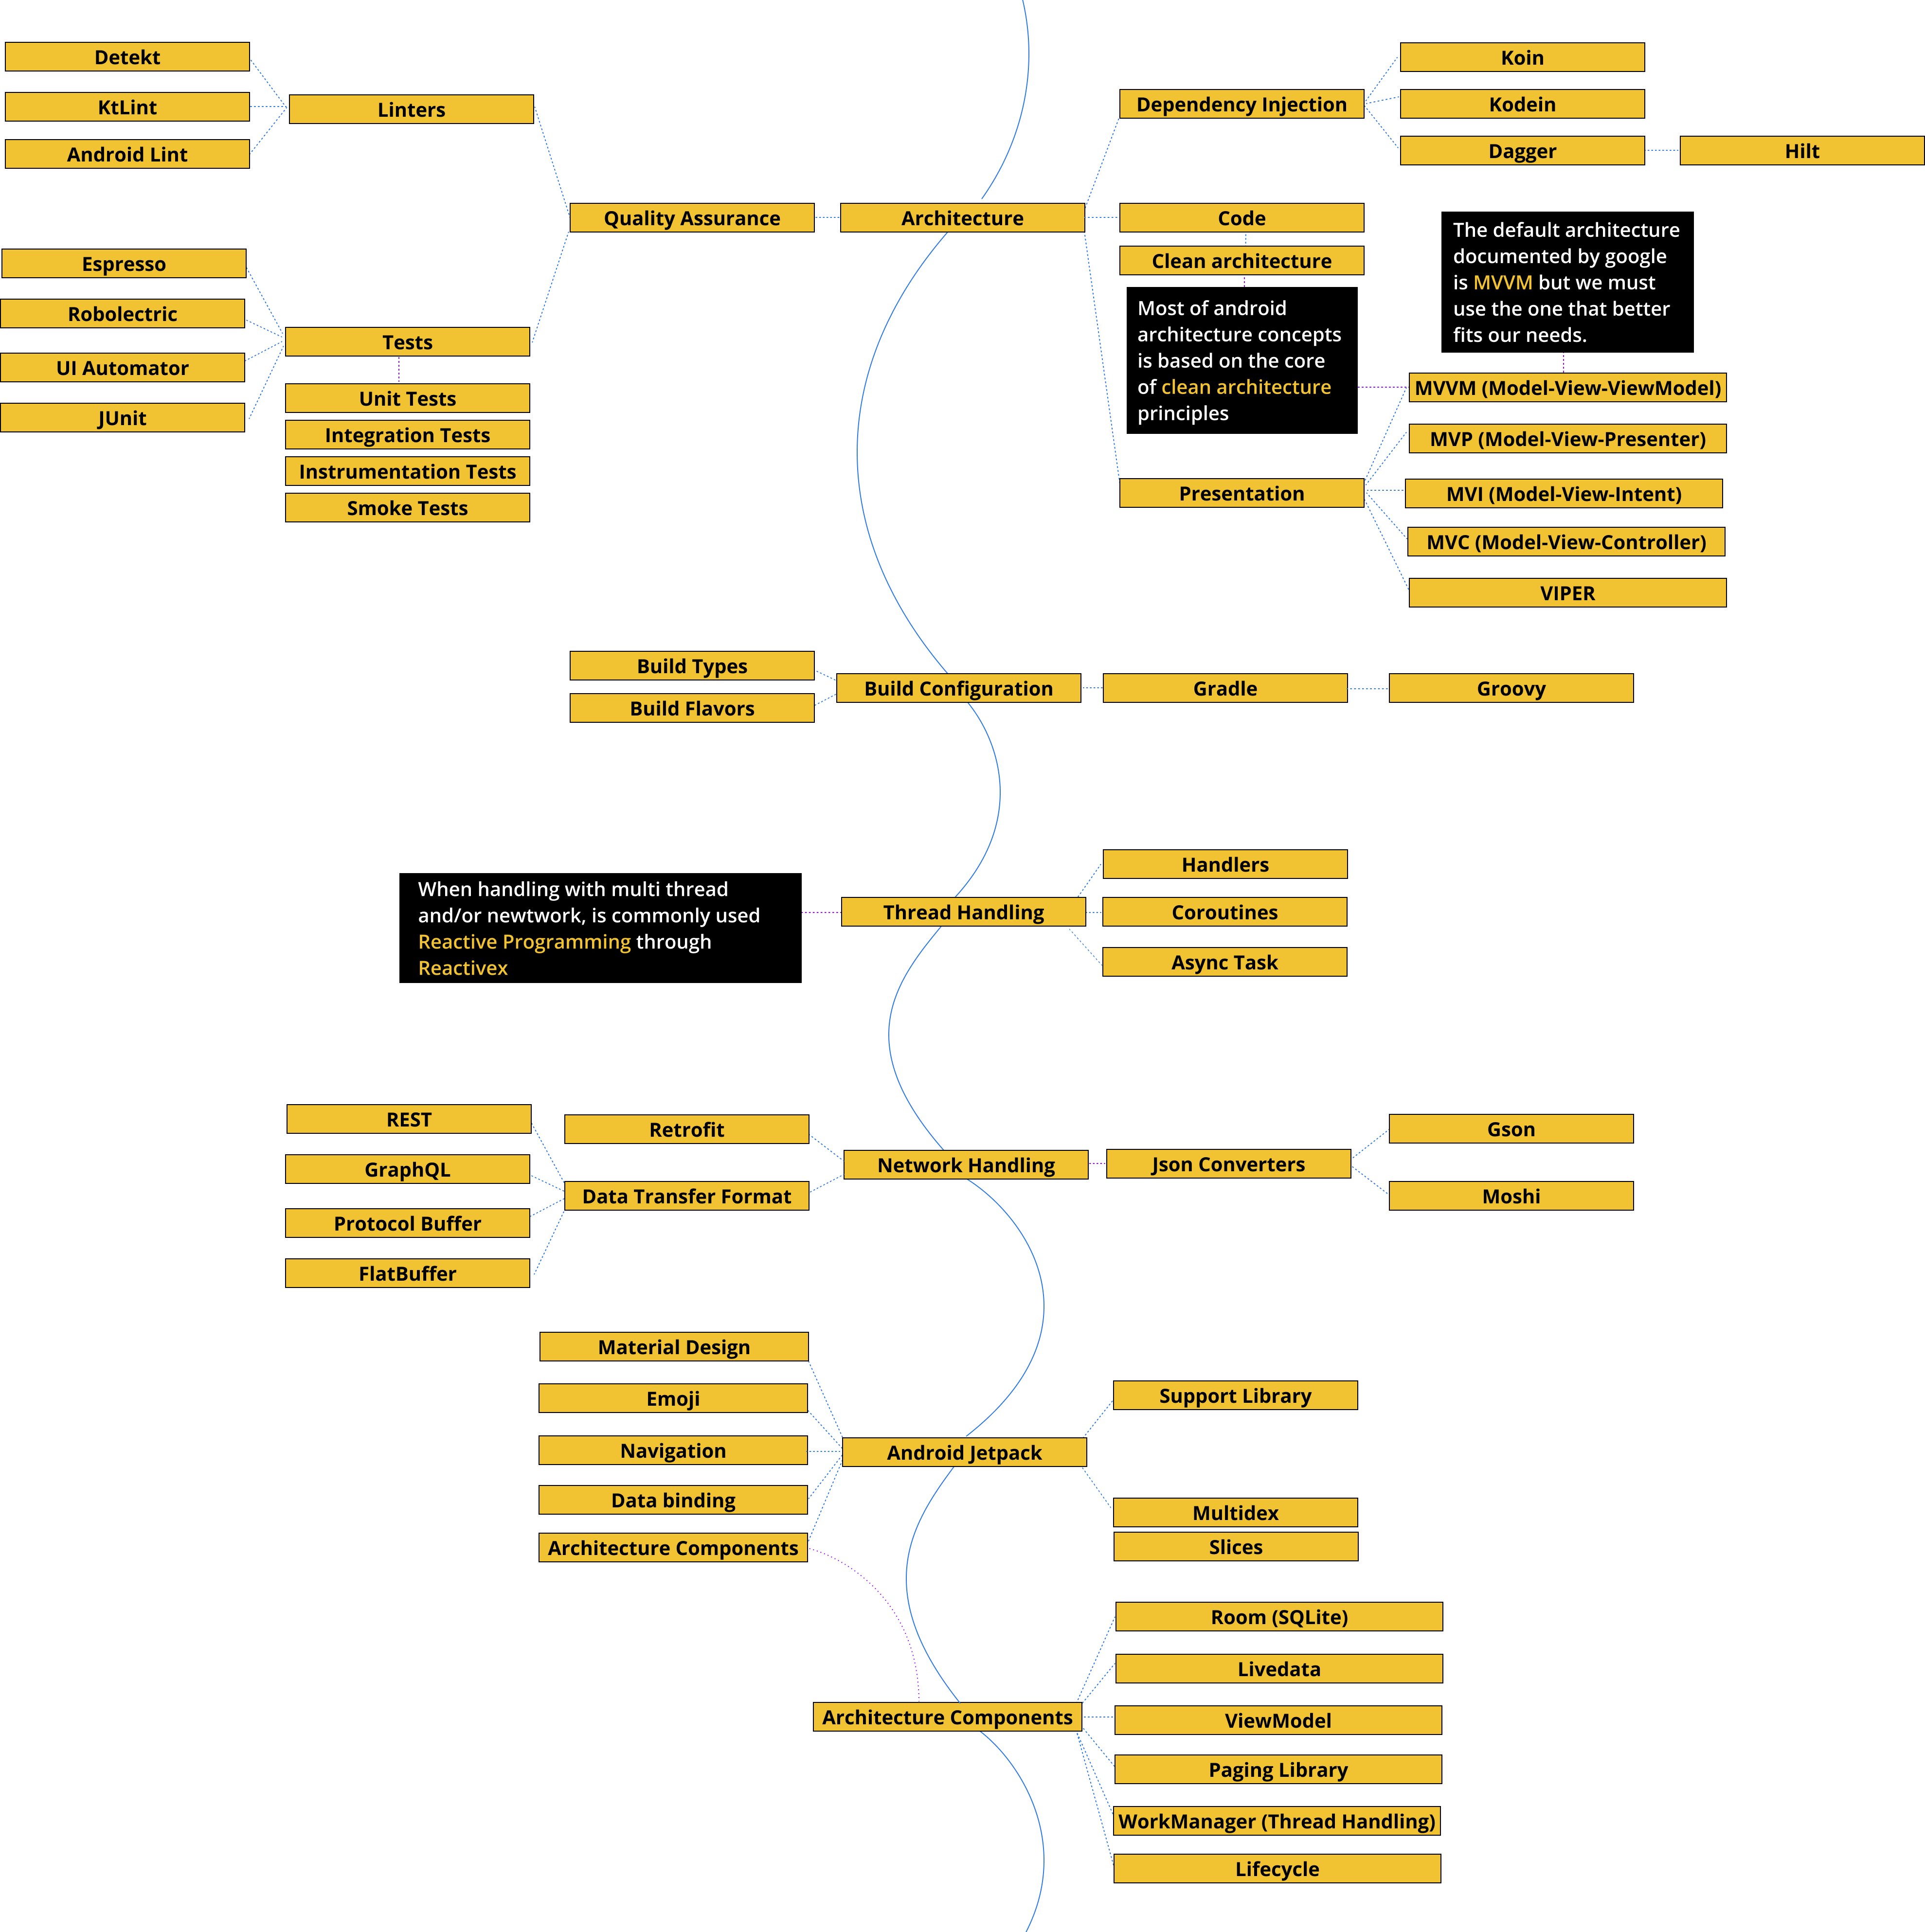 Detekt
KtLint
Android Lint
Linters
Koin
Dependency Injection
Kodein
Dagger
Hilt
Quality Assurance
Architecture
Code
Clean architecture
Most of android
architecture concepts
is based on the core
of clean architecture
principles
The default architecture
documented by google
is MVVM but we must
use the one that better
fits our needs.
Espresso
Robolectric
UI Automator
JUnit
Tests
Unit Tests
Integration Tests
Instrumentation Tests
Smoke Tests
Presentation
MVVM (Model-View-ViewModel)
MVP (Model-View-Presenter)
MVI (Model-View-Intent)
MVC (Model-View-Controller)
VIPER
Build Types
Build Flavors
Build Configuration
Gradle
Groovy
When handling with multi thread
and/or newtwork, is commonly used
Reactive Programming through
Reactivex
Thread Handling
Handlers
Coroutines
Async Task
REST
GraphQL
Protocol Buffer
FlatBuffer
Retrofit
Data Transfer Format
Network Handling
Json Converters
Gson
Moshi
Material Design
Emoji
Navigation
Data binding
Architecture Components
Android Jetpack
Support Library
Multidex
Slices
Architecture Components
Room (SQLite)
Livedata
ViewModel
Paging Library
WorkManager (Thread Handling)
Lifecycle